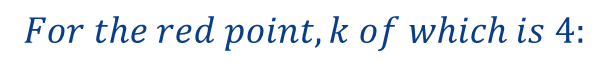 For the red point, k of which is 4: